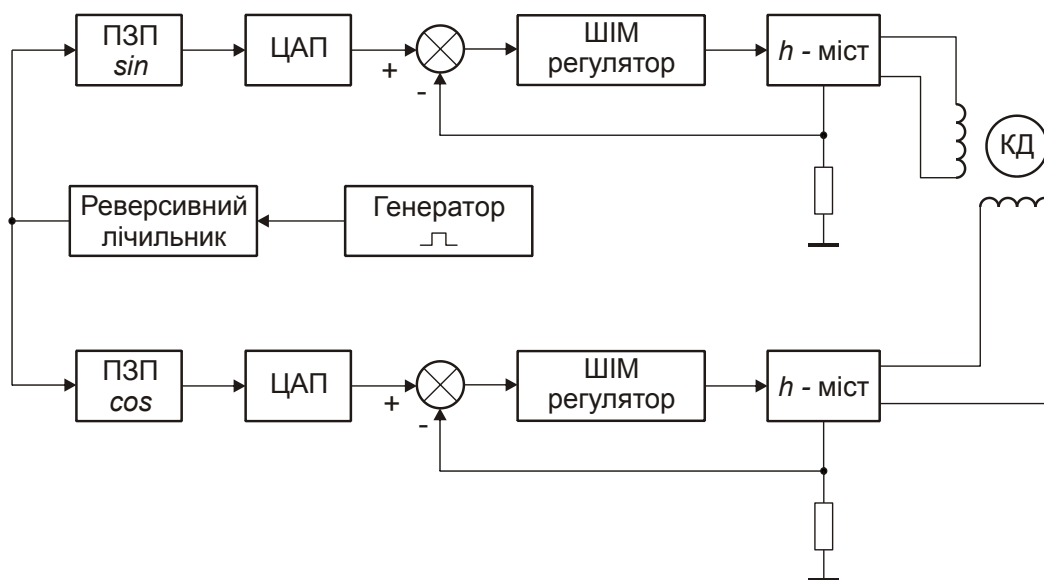 ПЗП
sin
ЦАП
+
-
ШІМ
регулятор
h - міст
КД
Реверсивний
лічильник
Генератор
ПЗП
cos
ЦАП
+
-
ШІМ
регулятор
h - міст